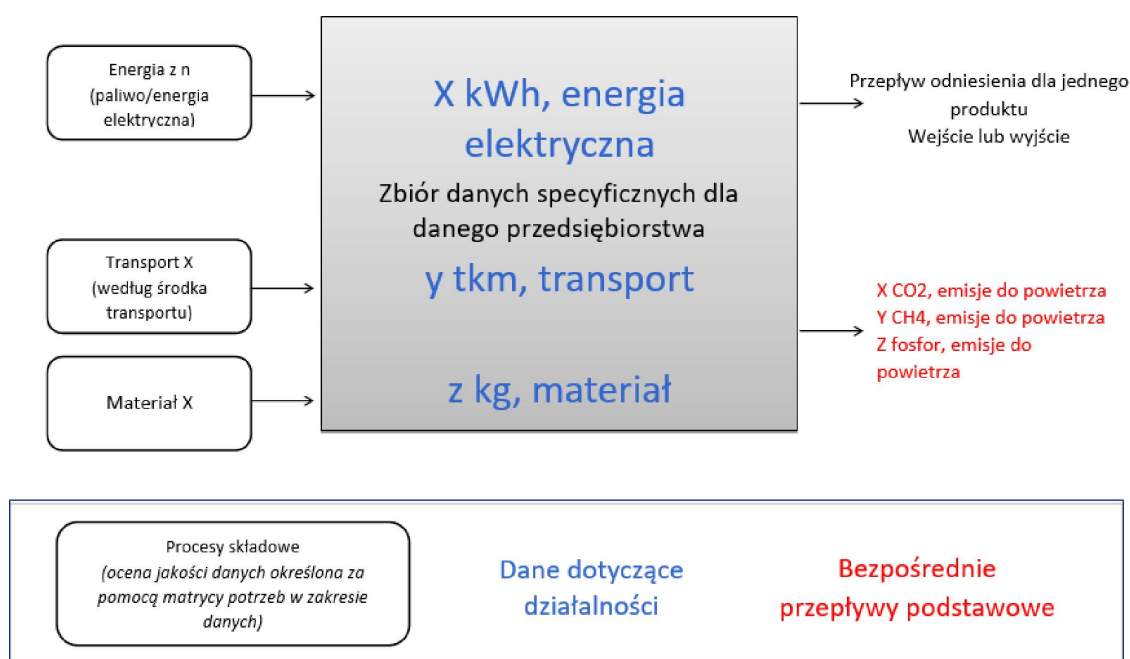 Energia z n
(paliwo/energia
elektryczna)
X kWh, energia
elektryczna
Zbiór danych specyficznych dla
danego przedsiębiorstwa
y tkm, transport
z kg, materiał
Przepływ odniesienia dla jednego
produktu
Wejście lub wyjście
Transport X
(według środka
transportu)
X CO2, emisje do powietrza
Y CH4, emisje do powietrza
Z fosfor, emisje do
powietrza
Materiał X
Procesy składowe
(ocena jakości danych określona za
pomocą matrycy potrzeb w zakresie
danych)
Dane dotyczące
działalności
Bezpośrednie
przepływy podstawowe